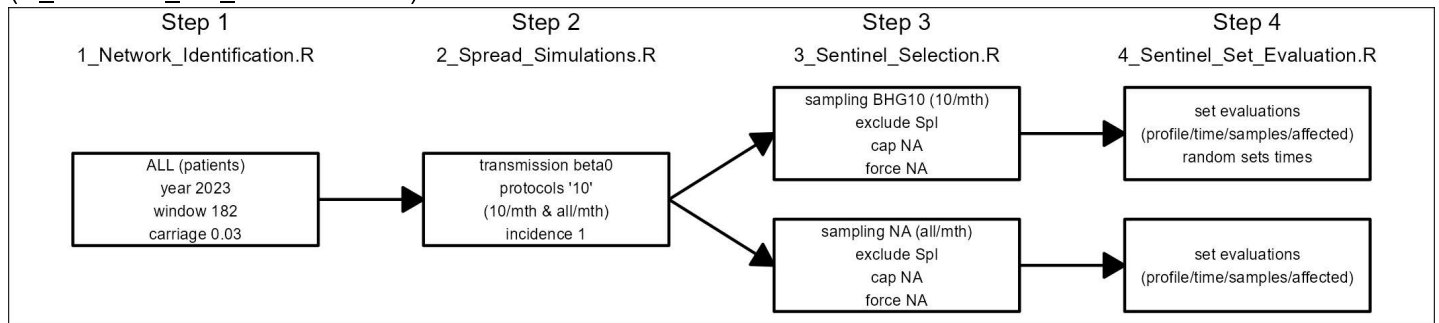 Step 1
1_Network_Identification.R
ALL (patients)
year 2023
window 182
carriage 0.03
Step 2
2_Spread_Simulations.R
transmission beta0
protocols '10'
(10/mth & all/mth)
incidence 1
Step 3
3_Sentinel_Selection.R
sampling BHG10 (10/mth)
exclude Spl
cap NA
force NA
sampling NA (all/mth)
exclude Spl
cap NA
force NA
Step 4
4_Sentinel_Set_Evaluation.R
set evaluations
(profile/time/samples/affected)
random sets times
set evaluations
(profile/time/samples/affected)